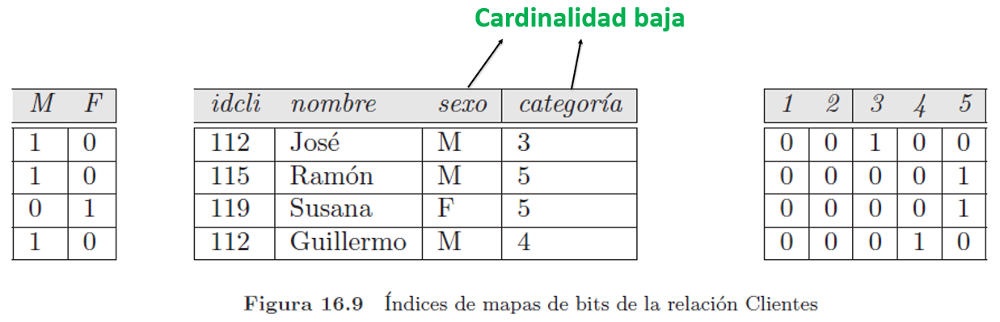 Cardinalidad baja
M F
1 0
1 0
0 1
1 0
idcli nombre sexo categoría
112 José M 3
115 Ramón M 5
119 Susana F 5
112 Guillermo M 4
1 2 3 4 5
0 0 1 0 0
0 0 0 0 1
0 0 0 0 1
0 0 0 1 0
Figura 16.9 Índices de mapas de bits de la relación Clientes